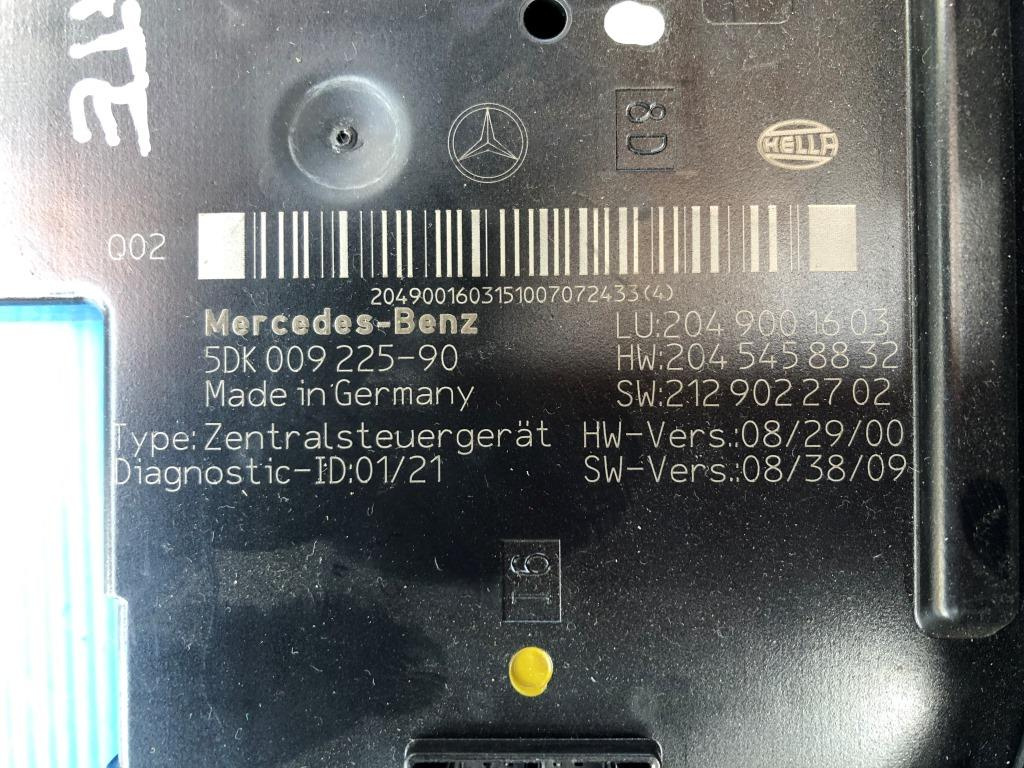 TE
8D
HELLA
Q02
2049001603151007072433(4)
Mercedes-Benz
5DK 009 225-90
Made in Germany
LU:204 900 16 03
HW:204 545 88 32
SW:212 902 27 02
Type:Zentralsteuergerät
Diagnostic-ID:01/21
HW-Vers.:08/29/00
SW-Vers.:08/38/09
16